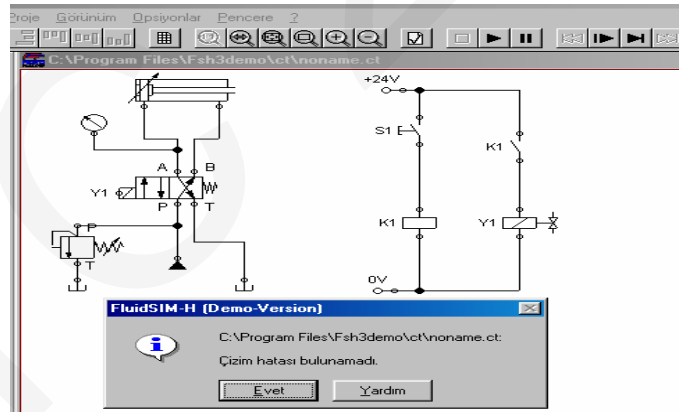 Proje Görünüm Opsiyonlar Pencere ?
C:\Program Files\Fsh3demo\ct\noname.ct
+24V
S1
K1
A B
Y1
P T
P
K1 Y1
T
0V
FluidSIM-H (Demo-Version)
C:\Program Files\Fsh3demo\ct\noname.ct:
Çizim hatası bulunamadı.
Evet Yardım